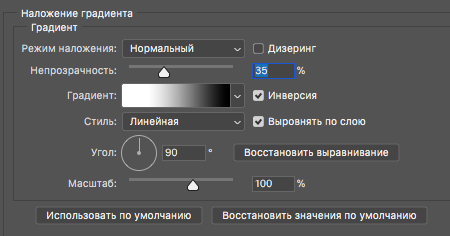 Наложение градиента
Градиент
Режим наложения: Нормальный Дизеринг
Непрозрачность: 35 %
Градиент: Инверсия
Стиль: Линейная Выровнять по слою
Угол: 90 ° Восстановить выравнивание
Масштаб: 100 %
Использовать по умолчанию Восстановить значения по умолчанию